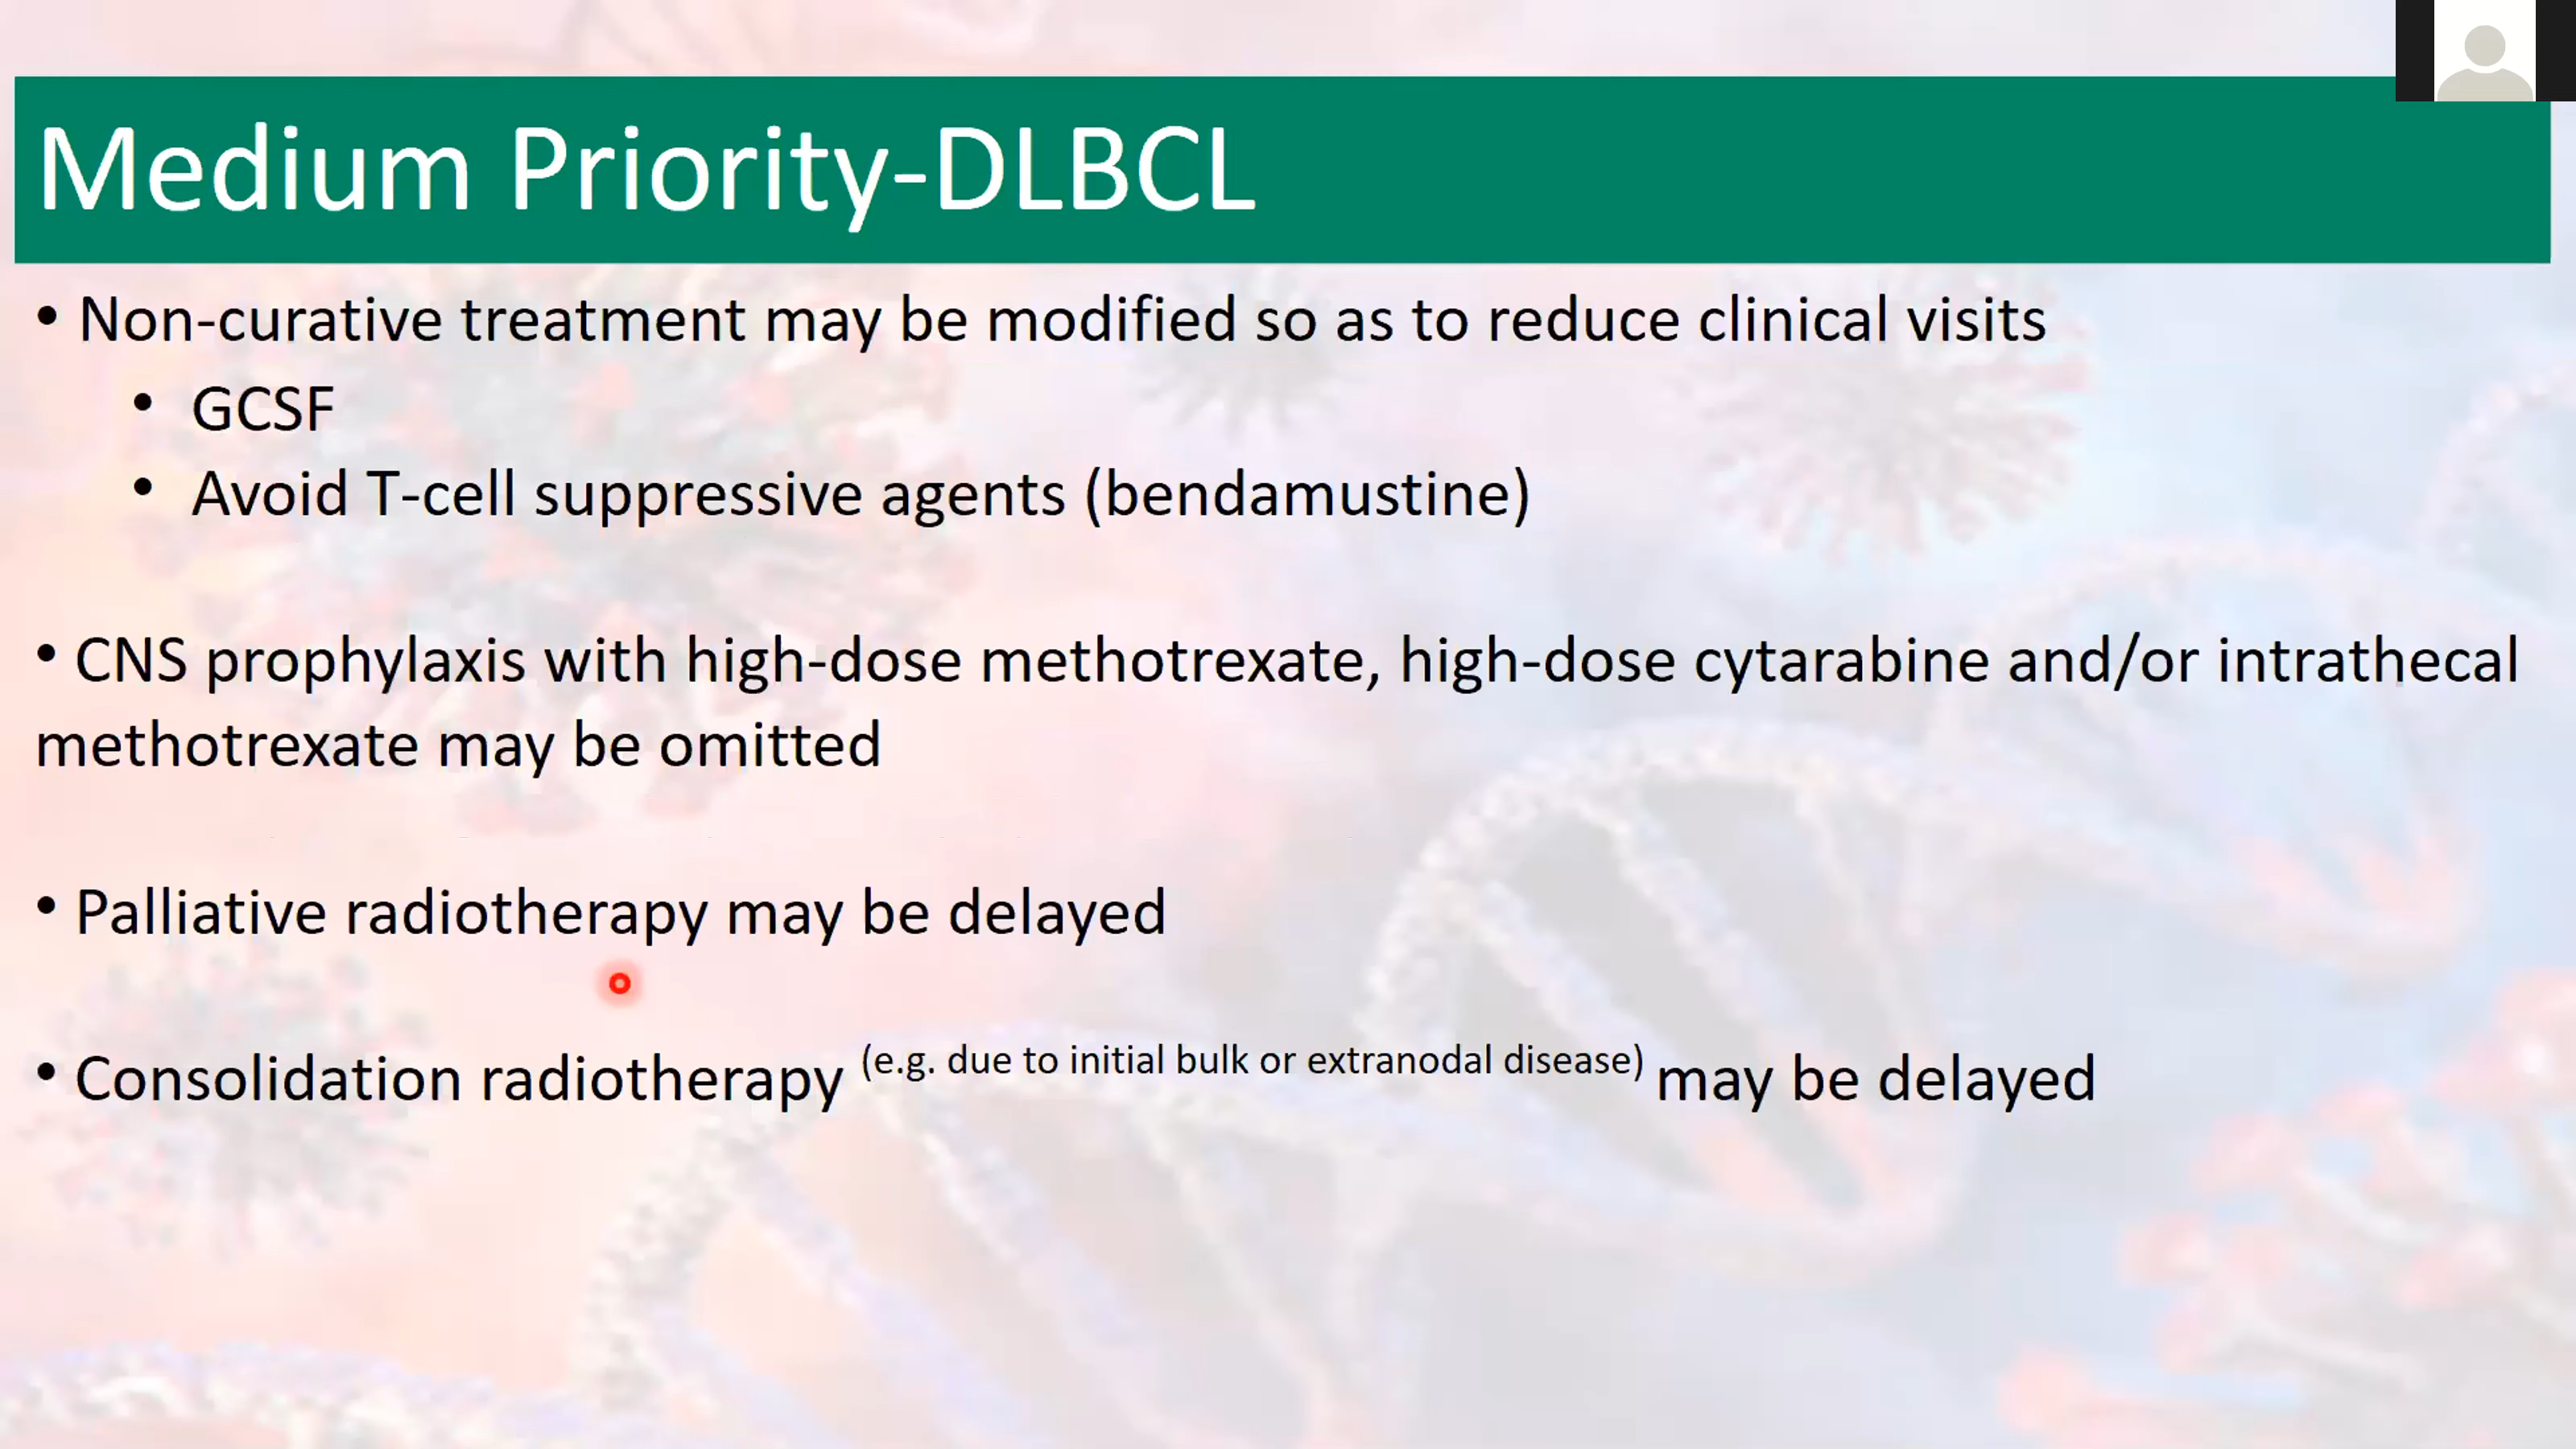 Medium Priority-DLBCL
• Non-curative treatment may be modified so as to reduce clinical visits
• GCSF
• Avoid T-cell suppressive agents (bendamustine)
• CNS prophylaxis with high-dose methotrexate, high-dose cytarabine and/or intrathecal
methotrexate may be omitted
• Palliative radiotherapy may be delayed
• Consolidation radiotherapy (e.g. due to initial bulk or extranodal disease) may be delayed